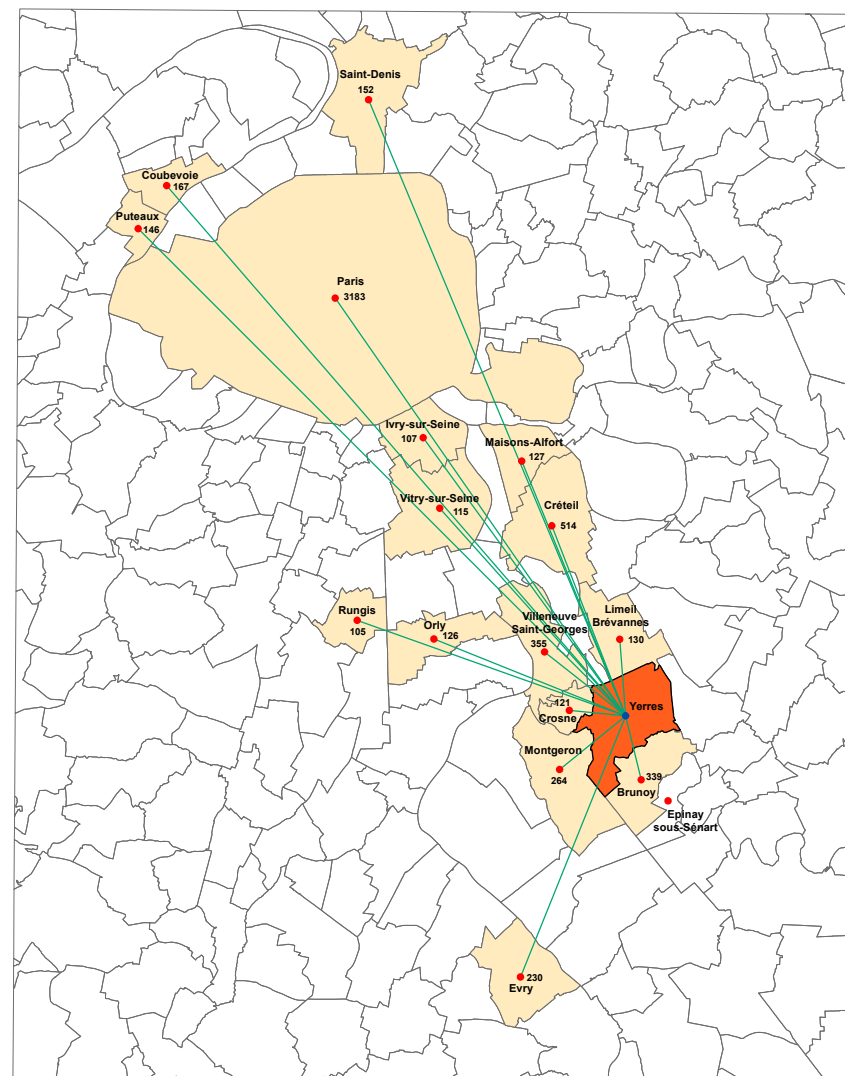 Saint-Denis
152
Coubevoie
167
Puteaux
146
Paris
3183
Ivry-sur-Seine
107
Maisons-Alfort
127
Vitry-sur-Seine
115
Créteil
514
Rungis
105
Orly
126
Villeneuve
Saint-Georges
355
Limeil
Brévannes
130
121
Crosne
Yerres
Montgeron
264
339
Brunoy
Epinay
sous-Sénart
230
Evry